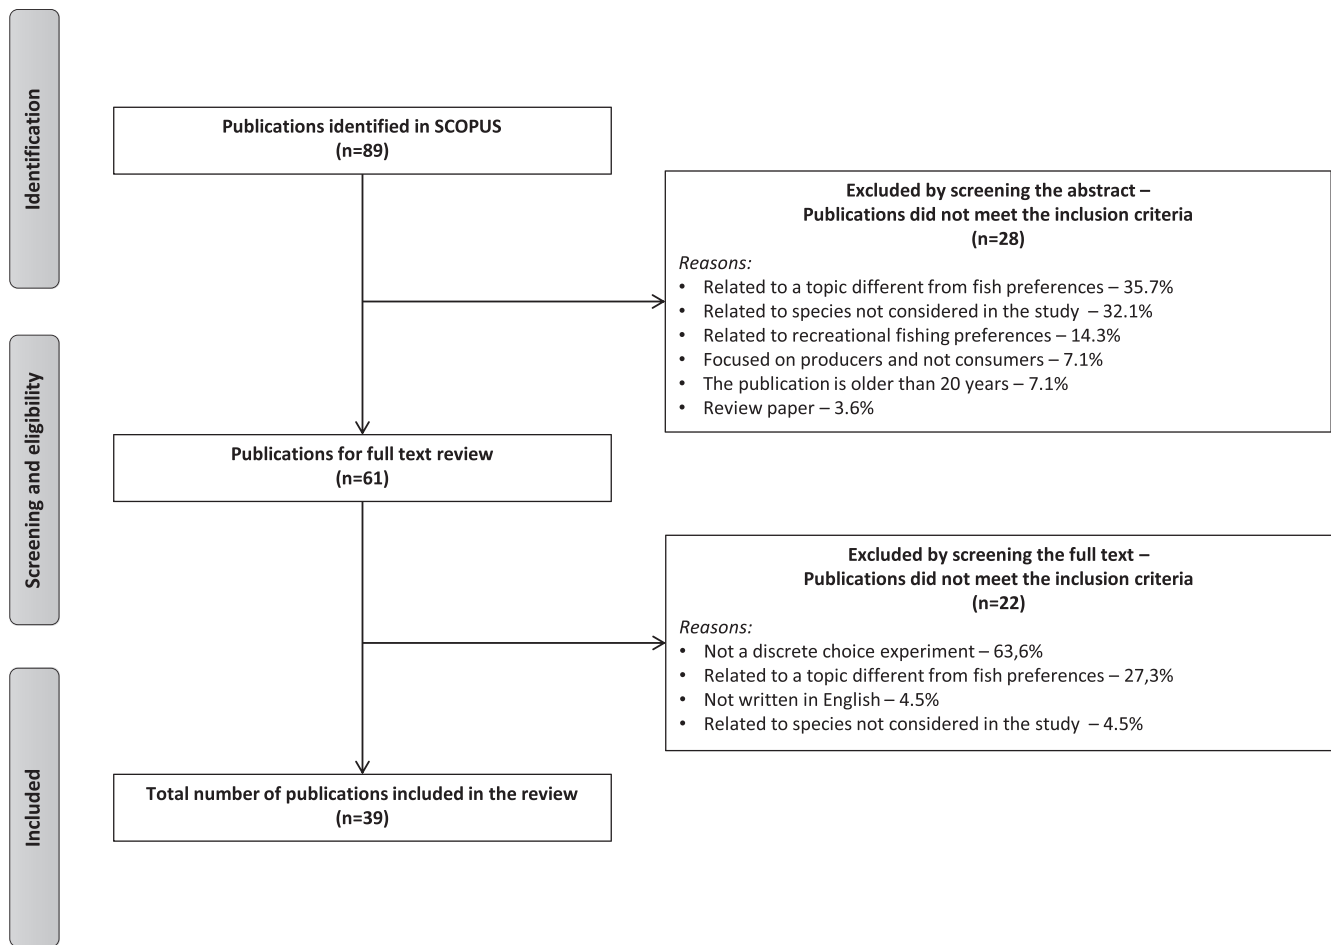 Identification
Publications identified in SCOPUS
(n=89)
Excluded by screening the abstract –
Publications did not meet the inclusion criteria
(n=28)
Reasons:
• Related to a topic different from fish preferences – 35.7%
• Related to species not considered in the study – 32.1%
• Related to recreational fishing preferences – 14.3%
• Focused on producers and not consumers – 7.1%
• The publication is older than 20 years – 7.1%
• Review paper – 3.6%
Screening and eligibility
Publications for full text review
(n=61)
Excluded by screening the full text –
Publications did not meet the inclusion criteria
(n=22)
Reasons:
• Not a discrete choice experiment – 63,6%
• Related to a topic different from fish preferences – 27,3%
• Not written in English – 4.5%
• Related to species not considered in the study – 4.5%
Included
Total number of publications included in the review
(n=39)